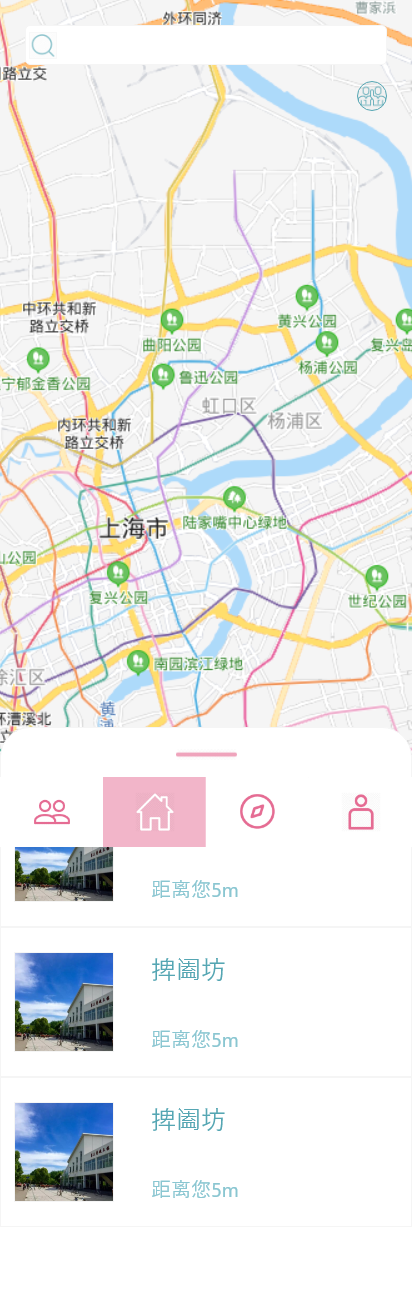 曹家浜
外环同济
路立交
中环共和新
路立交桥
黄兴公园
曲阳公园
复兴岛
杨浦公园
宁郁金香公园
鲁迅公园
虹口区
杨浦区
内环共和新
路立交桥
上海市
陆家嘴中心绿地
山公园
复兴公园
世纪公园
南园滨江绿地
徐汇区
黄
浦
环漕溪北
立
距离您5m
捭阖坊
距离您5m
捭阖坊
距离您5m